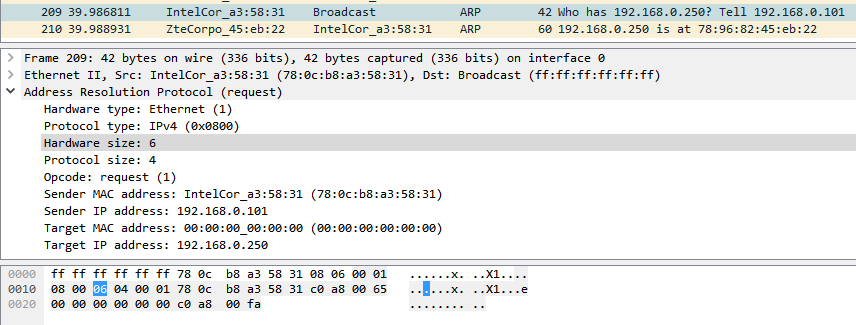 209 39.986811 IntelCor_a3:58:31 Broadcast ARP 42 Who has 192.168.0.250? Tell 192.168.0.101
210 39.988931 ZteCorpo_45:eb:22 IntelCor_a3:58:31 ARP 60 192.168.0.250 is at 78:96:82:45:eb:22
Frame 209: 42 bytes on wire (336 bits), 42 bytes captured (336 bits) on interface 0
Ethernet II, Src: IntelCor_a3:58:31 (78:0c:b8:a3:58:31), Dst: Broadcast (ff:ff:ff:ff:ff:ff)
Address Resolution Protocol (request)
Hardware type: Ethernet (1)
Protocol type: IPv4 (0x0800)
Hardware size: 6
Protocol size: 4
Opcode: request (1)
Sender MAC address: IntelCor_a3:58:31 (78:0c:b8:a3:58:31)
Sender IP address: 192.168.0.101
Target MAC address: 00:00:00_00:00:00 (00:00:00:00:00:00)
Target IP address: 192.168.0.250
0000 ff ff ff ff ff ff 78 0c b8 a3 58 31 08 06 00 01 ......x. ..X1....
0010 08 00 06 04 00 01 78 0c b8 a3 58 31 c0 a8 00 65 ......x. ..X1...e
0020 00 00 00 00 00 00 c0 a8 00 fa ........ ..